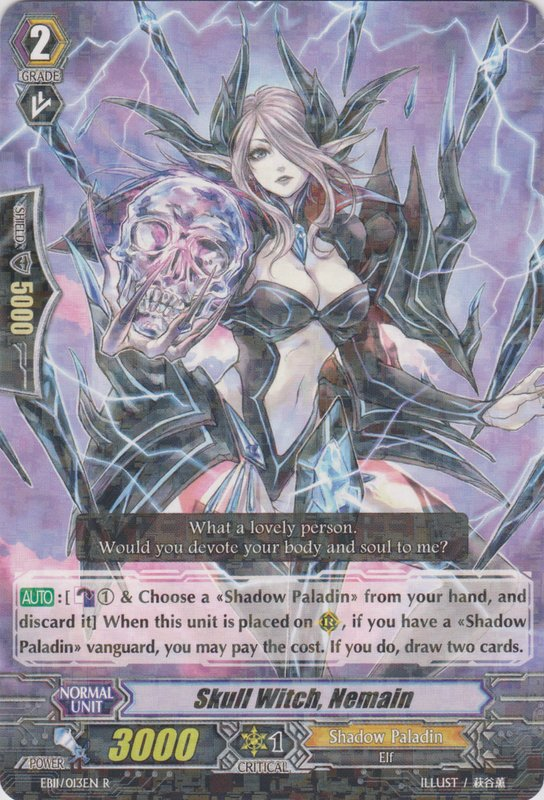 2
GRADE
SHIELD
5000
What a lovely person.
Would you devote your body and soul to me?
AUTO:[ ① & Choose a «Shadow Paladin» from your hand, and
discard it] When this unit is placed on Ⓡ, if you have a «Shadow
Paladin» vanguard, you may pay the cost. If you do, draw two cards.
NORMAL
UNIT
Skull Witch, Nemain
POWER
3000
1
CRITICAL
Shadow Paladin
Elf
EB11/013EN R
ILLUST / 萩谷薫